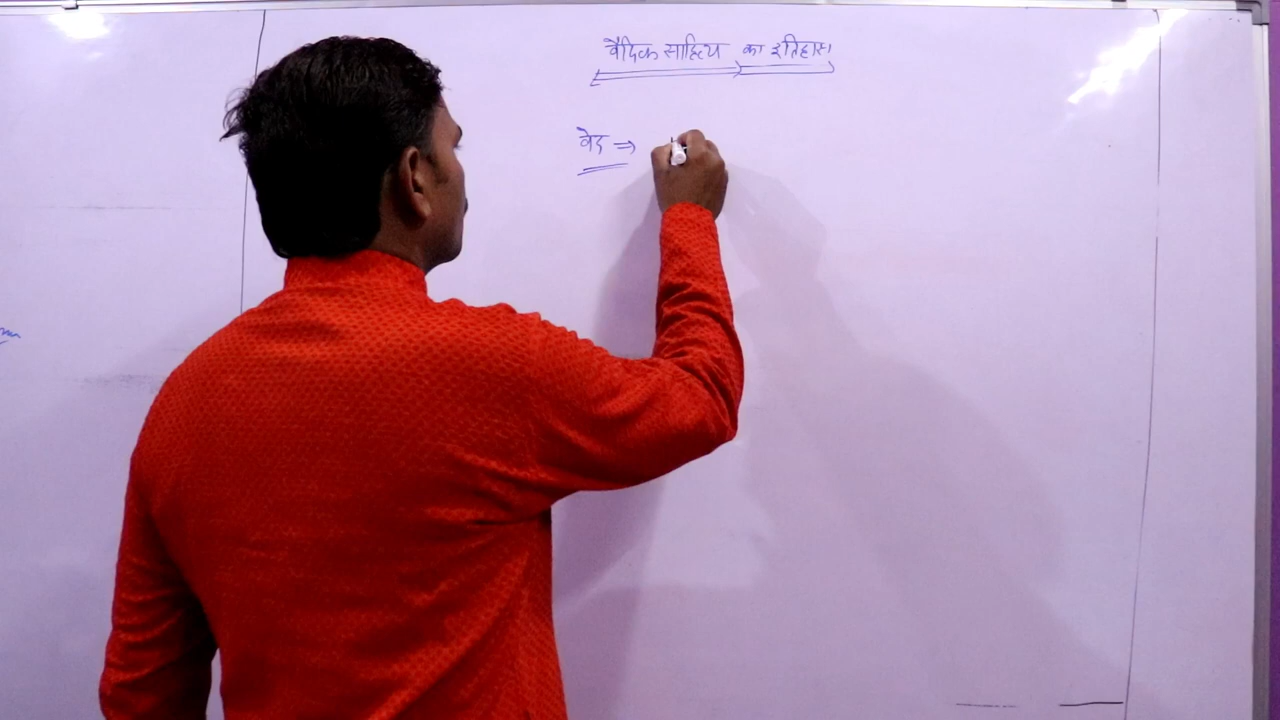 वैदिक साहित्य का इतिहास।
वेद ⇒